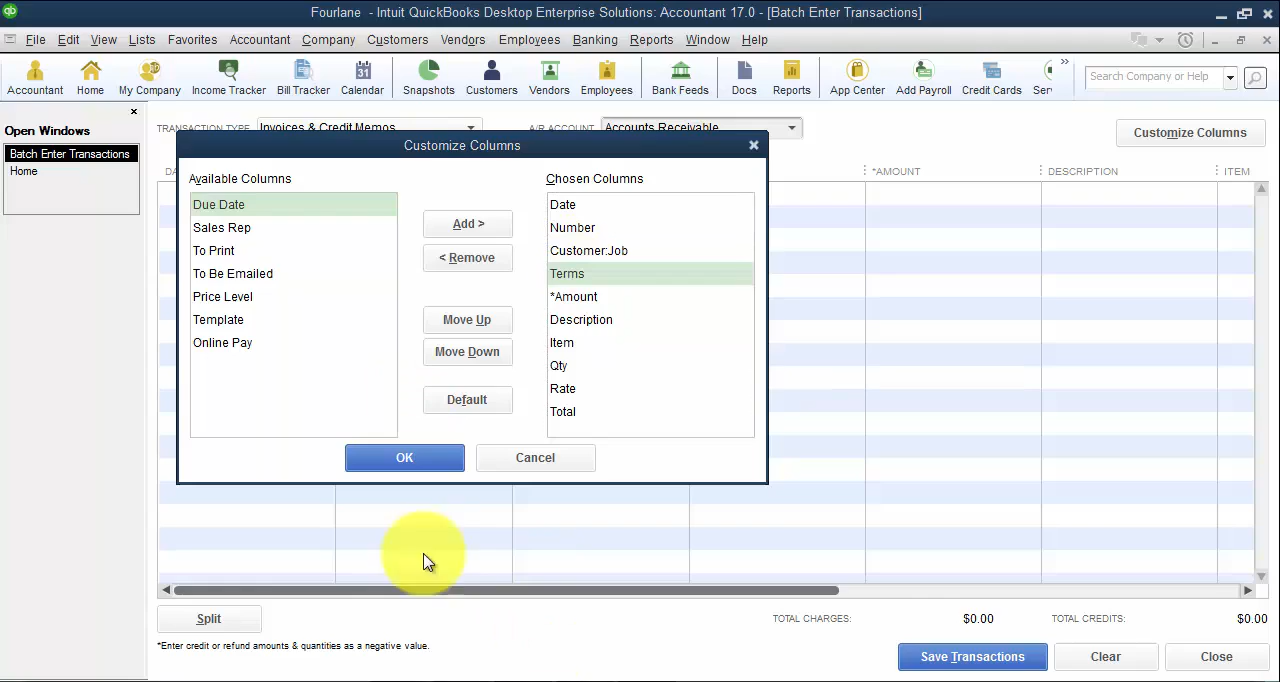 Fourlane - Intuit QuickBooks Desktop Enterprise Solutions: Accountant 17.0 - [Batch Enter Transactions]
File Edit View Lists Favorites Accountant Company Customers Vendors Employees Banking Reports Window Help
31
Accountant Home My Company Income Tracker Bill Tracker Calendar Snapshots Customers Vendors Employees Bank Feeds Docs Reports App Center Add Payroll Credit Cards Ser
Search Company or Help
Open Windows
Batch Enter Transactions
Home
TRANSACTION TYPE Invoices & Credit Memos A/R ACCOUNT Accounts Receivable
Customize Columns
DA *AMOUNT DESCRIPTION ITEM
Customize Columns
Available Columns
Due Date
Sales Rep
To Print
To Be Emailed
Price Level
Template
Online Pay
Add >
< Remove
Move Up
Move Down
Default
Chosen Columns
Date
Number
Customer:Job
Terms
*Amount
Description
Item
Qty
Rate
Total
OK Cancel
Split
TOTAL CHARGES: $0.00 TOTAL CREDITS: $0.00
*Enter credit or refund amounts & quantities as a negative value.
Save Transactions Clear Close